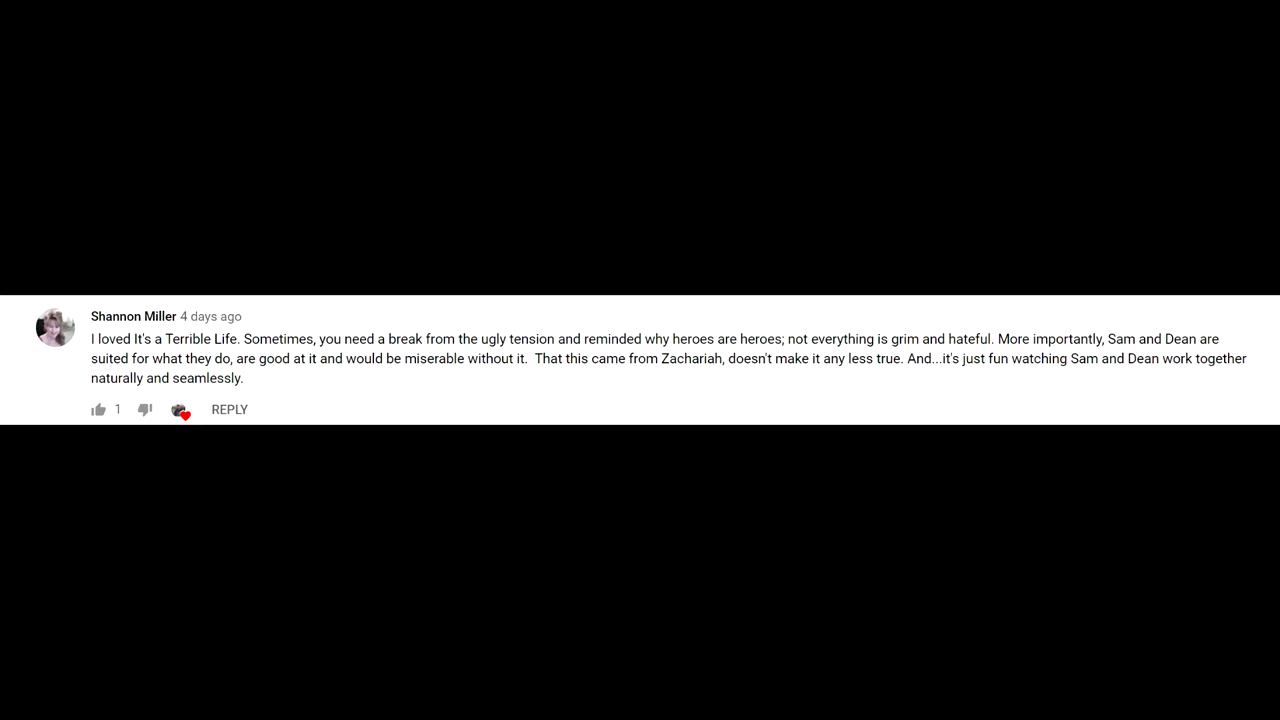 Shannon Miller 4 days ago
I loved It's a Terrible Life. Sometimes, you need a break from the ugly tension and reminded why heroes are heroes; not everything is grim and hateful. More importantly, Sam and Dean are
suited for what they do, are good at it and would be miserable without it.  That this came from Zachariah, doesn't make it any less true. And...it's just fun watching Sam and Dean work together
naturally and seamlessly.
1 REPLY